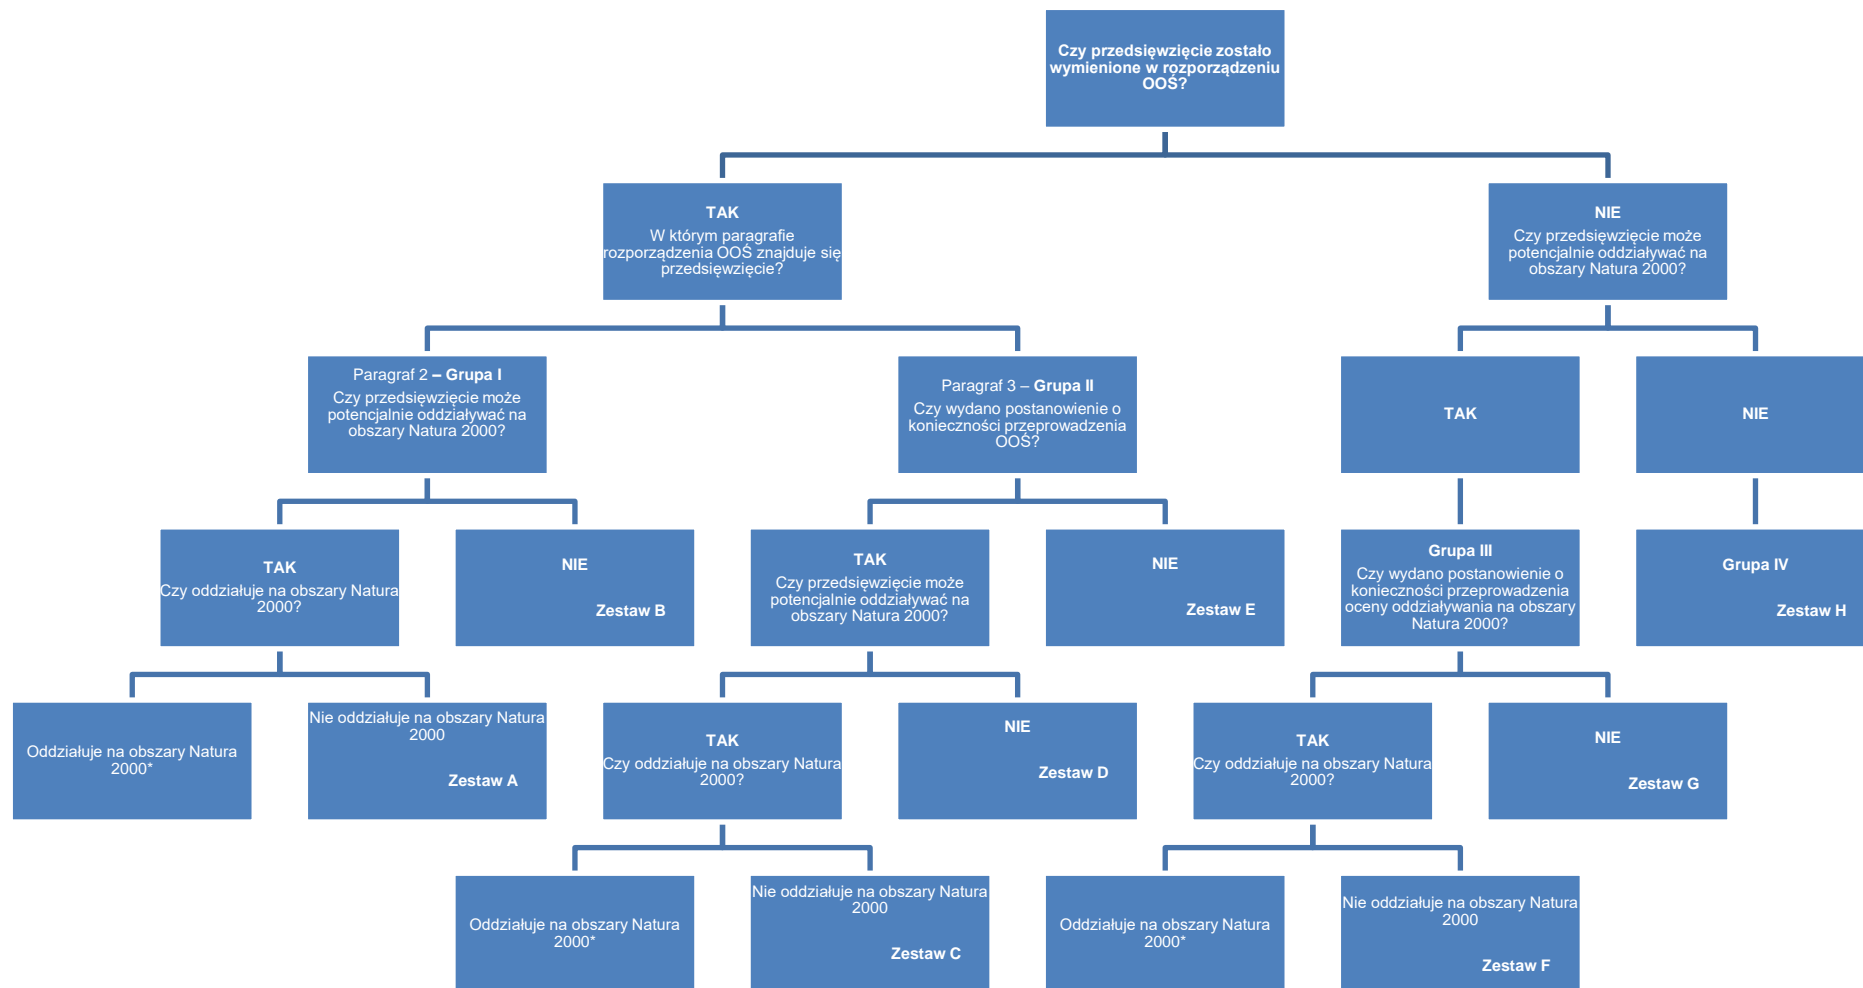 Czy przedsięwzięcie zostało
wymienione w rozporządzeniu
OOŚ?
TAK
W którym paragrafie
rozporządzenia OOŚ znajduje się
przedsięwzięcie?
NIE
Czy przedsięwzięcie może
potencjalnie oddziaływać na
obszary Natura 2000?
Paragraf 2 – Grupa I
Czy przedsięwzięcie może
potencjalnie oddziaływać na
obszary Natura 2000?
Paragraf 3 – Grupa II
Czy wydano postanowienie o
konieczności przeprowadzenia
OOŚ?
TAK
NIE
TAK
Czy oddziałuje na obszary Natura
2000?
NIE
Zestaw B
TAK
Czy przedsięwzięcie może
potencjalnie oddziaływać na
obszary Natura 2000?
NIE
Zestaw E
Grupa III
Czy wydano postanowienie o
konieczności przeprowadzenia
oceny oddziaływania na obszary
Natura 2000?
Grupa IV
Zestaw H
Oddziałuje na obszary Natura
2000*
Nie oddziałuje na obszary Natura
2000
Zestaw A
TAK
Czy oddziałuje na obszary Natura
2000?
NIE
Zestaw D
TAK
Czy oddziałuje na obszary Natura
2000?
NIE
Zestaw G
Oddziałuje na obszary Natura
2000*
Nie oddziałuje na obszary Natura
2000
Zestaw C
Oddziałuje na obszary Natura
2000*
Nie oddziałuje na obszary Natura
2000
Zestaw F